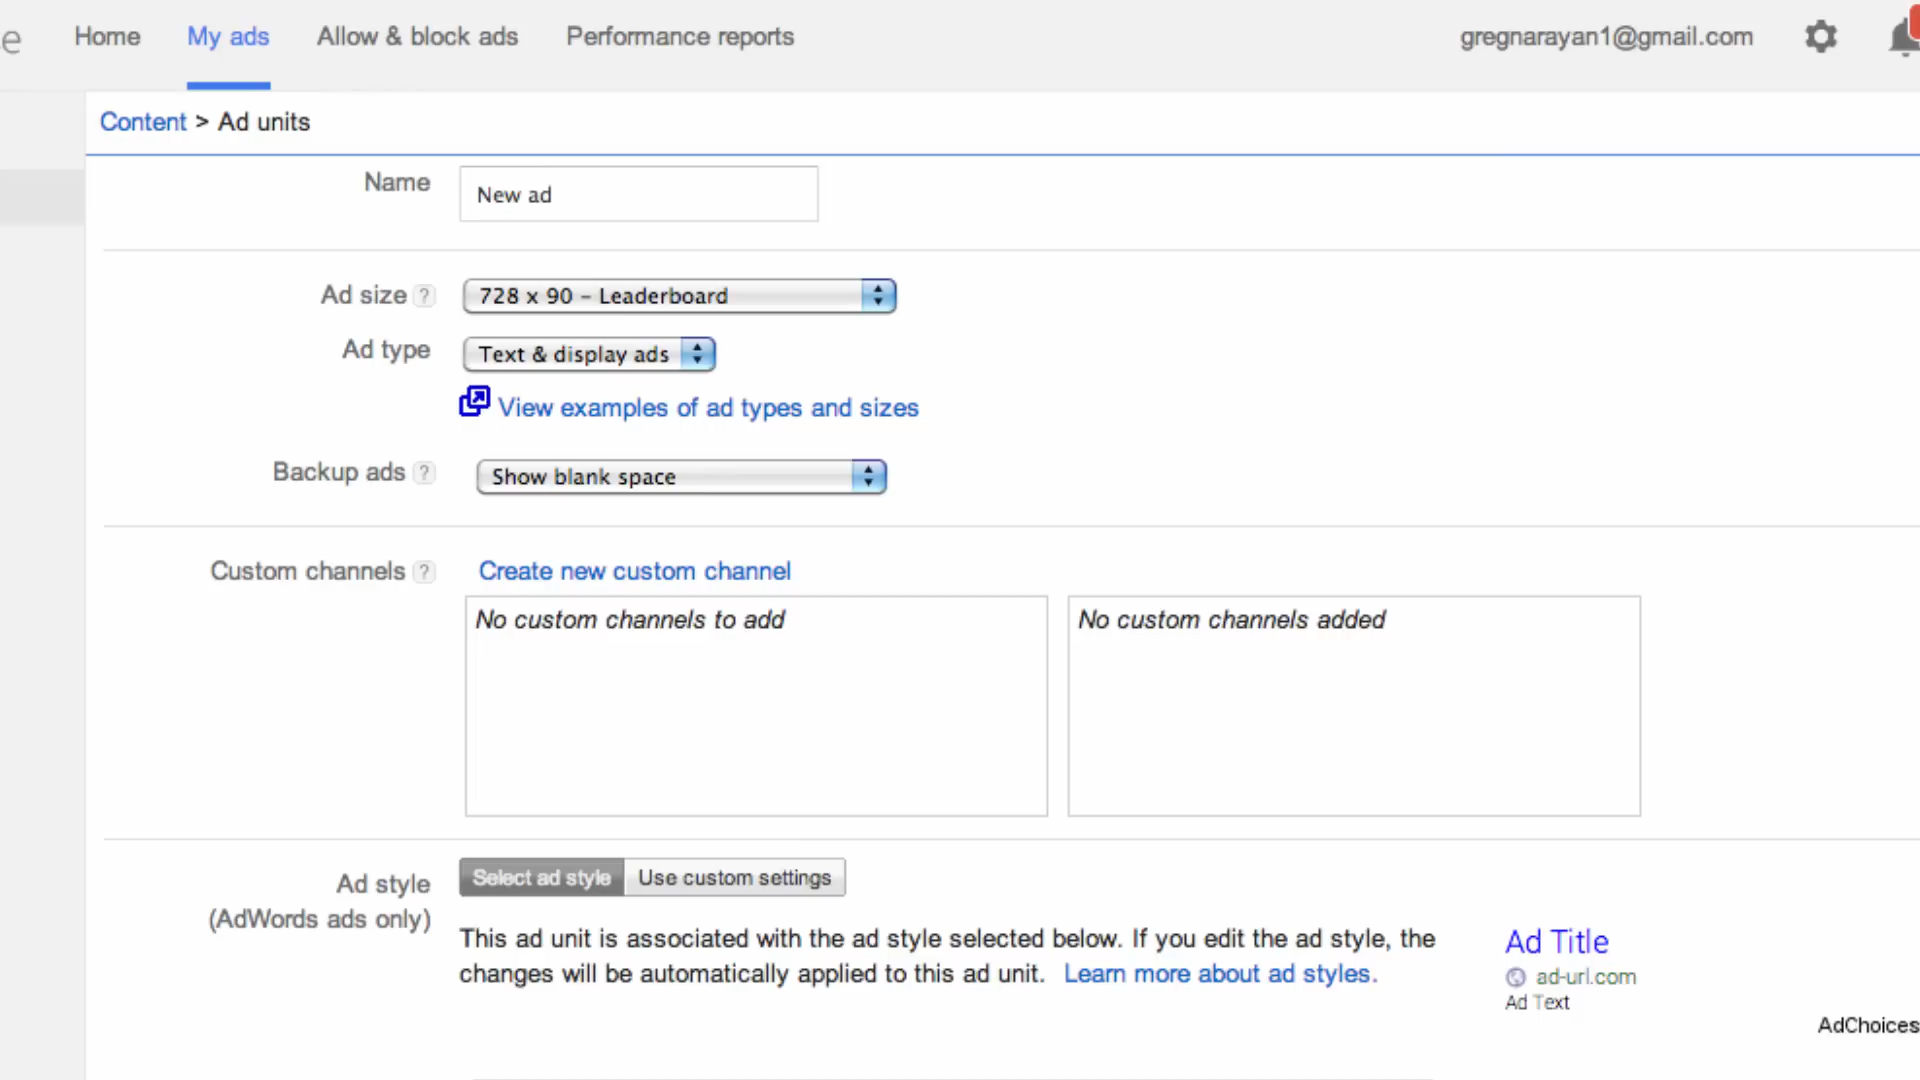 e Home My ads Allow & block ads Performance reports gregnarayan1@gmail.com
Content > Ad units
Name New ad
Ad size ? 728 x 90 – Leaderboard
Ad type Text & display ads
View examples of ad types and sizes
Backup ads ? Show blank space
Custom channels ? Create new custom channel
No custom channels to add No custom channels added
Ad style Select ad style Use custom settings
(AdWords ads only)
This ad unit is associated with the ad style selected below. If you edit the ad style, the
changes will be automatically applied to this ad unit. Learn more about ad styles.
Ad Title
ad-url.com
Ad Text
AdChoices